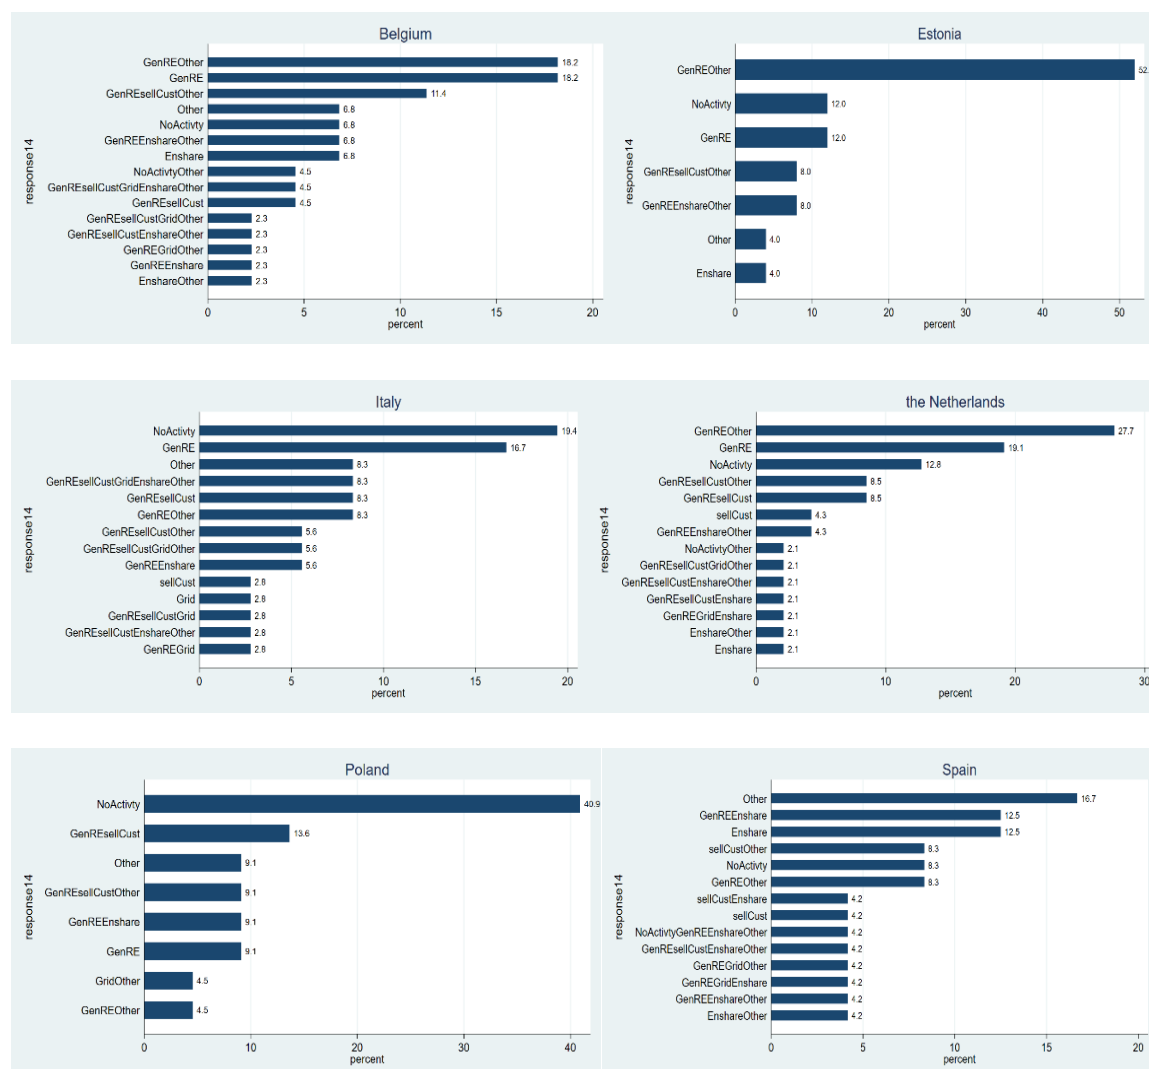 Belgium
response14
GenREOther 18.2
GenRE 18.2
GenREsellCustOther 11.4
Other 6.8
NoActivty 6.8
GenREEnshareOther 6.8
Enshare 6.8
NoActivtyOther 4.5
GenREsellCustGridEnshareOther 4.5
GenREsellCust 4.5
GenREsellCustGridOther 2.3
GenREsellCustEnshareOther 2.3
GenREGridOther 2.3
GenREEnshare 2.3
EnshareOther 2.3
0 5 10 15 20
percent
Estonia
response14
GenREOther 52.
NoActivty 12.0
GenRE 12.0
GenREsellCustOther 8.0
GenREEnshareOther 8.0
Other 4.0
Enshare 4.0
0 10 20 30 40 50
percent
Italy
response14
NoActivty 19.4
GenRE 16.7
Other 8.3
GenREsellCustGridEnshareOther 8.3
GenREsellCust 8.3
GenREOther 8.3
GenREsellCustOther 5.6
GenREsellCustGridOther 5.6
GenREEnshare 5.6
sellCust 2.8
Grid 2.8
GenREsellCustGrid 2.8
GenREsellCustEnshareOther 2.8
GenREGrid 2.8
0 5 10 15 20
percent
the Netherlands
response14
GenREOther 27.7
GenRE 19.1
NoActivty 12.8
GenREsellCustOther 8.5
GenREsellCust 8.5
sellCust 4.3
GenREEnshareOther 4.3
NoActivtyOther 2.1
GenREsellCustGridOther 2.1
GenREsellCustEnshareOther 2.1
GenREsellCustEnshare 2.1
GenREGridEnshare 2.1
EnshareOther 2.1
Enshare 2.1
0 10 20 30
percent
Poland
response14
NoActivty 40.9
GenREsellCust 13.6
Other 9.1
GenREsellCustOther 9.1
GenREEnshare 9.1
GenRE 9.1
GridOther 4.5
GenREOther 4.5
0 10 20 30 40
percent
Spain
response14
Other 16.7
GenREEnshare 12.5
Enshare 12.5
sellCustOther 8.3
NoActivty 8.3
GenREOther 8.3
sellCustEnshare 4.2
sellCust 4.2
NoActivtyGenREEnshareOther 4.2
GenREsellCustEnshareOther 4.2
GenREGridOther 4.2
GenREGridEnshare 4.2
GenREEnshareOther 4.2
EnshareOther 4.2
0 5 10 15 20
percent